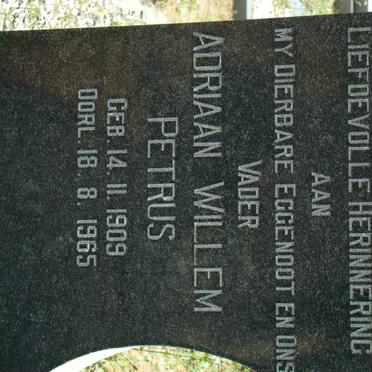 LIEFDEVOLLE HERINNERING
AAN
MY DIERBARE EGGENOOT EN ONS
VADER
ADRIAAN WILLEM
PETRUS
GEB. 14. 11. 1909
OORL. 18. 8. 1965